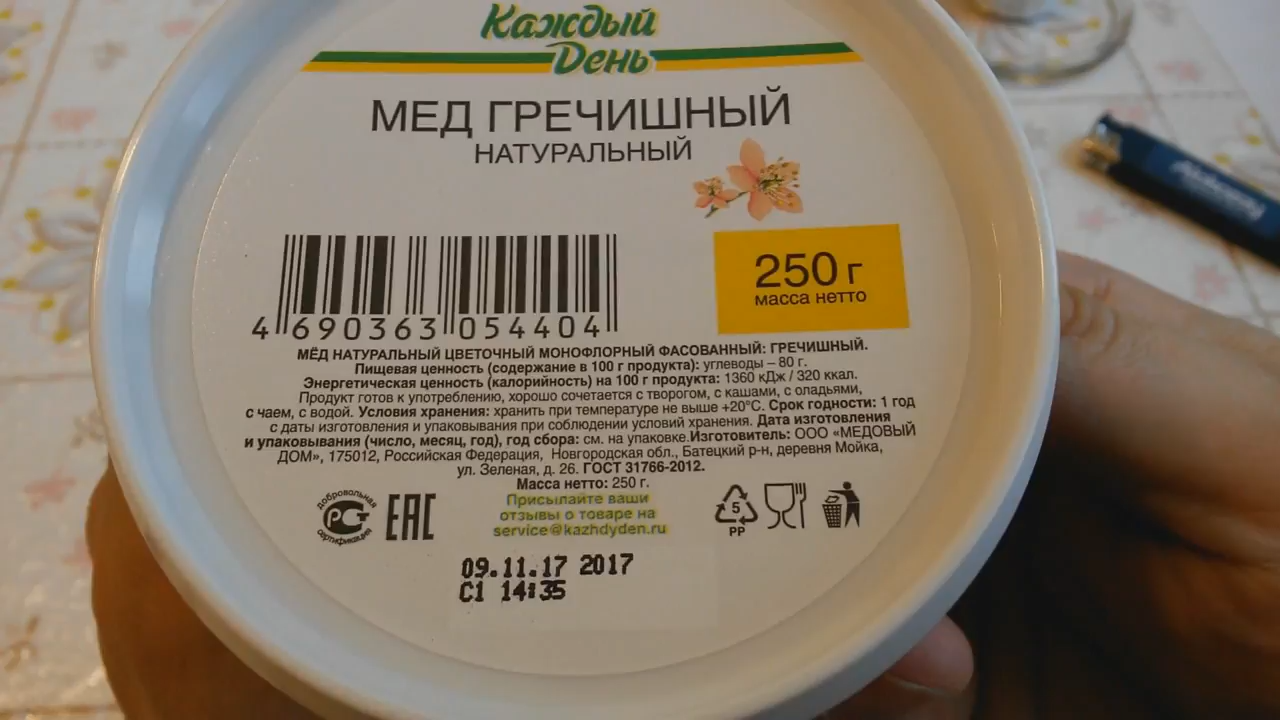 Каждый
День
МЕД ГРЕЧИШНЫЙ
НАТУРАЛЬНЫЙ
250 г
масса нетто
4 690363 054404
МЁД НАТУРАЛЬНЫЙ ЦВЕТОЧНЫЙ МОНОФЛОРНЫЙ ФАСОВАННЫЙ: ГРЕЧИШНЫЙ.
Пищевая ценность (содержание в 100 г продукта): углеводы – 80 г.
Энергетическая ценность (калорийность) на 100 г продукта: 1360 кДж / 320 ккал.
Продукт готов к употреблению, хорошо сочетается с творогом, с кашами, с оладьями,
с чаем, с водой. Условия хранения: хранить при температуре не выше +20°С. Срок годности: 1 год
с даты изготовления и упаковывания при соблюдении условий хранения. Дата изготовления
и упаковывания (число, месяц, год), год сбора: см. на упаковке.Изготовитель: ООО «МЕДОВЫЙ
ДОМ», 175012, Российская Федерация, Новгородская обл., Батецкий р-н, деревня Мойка,
ул. Зеленая, д. 26. ГОСТ 31766-2012.
Масса нетто: 250 г.
добровольная
РСТ
сертификация
ЕАС
Присылайте ваши
отзывы о товаре на
service@kazhdyden.ru
5
PP
09.11.17 2017
C1 14:35